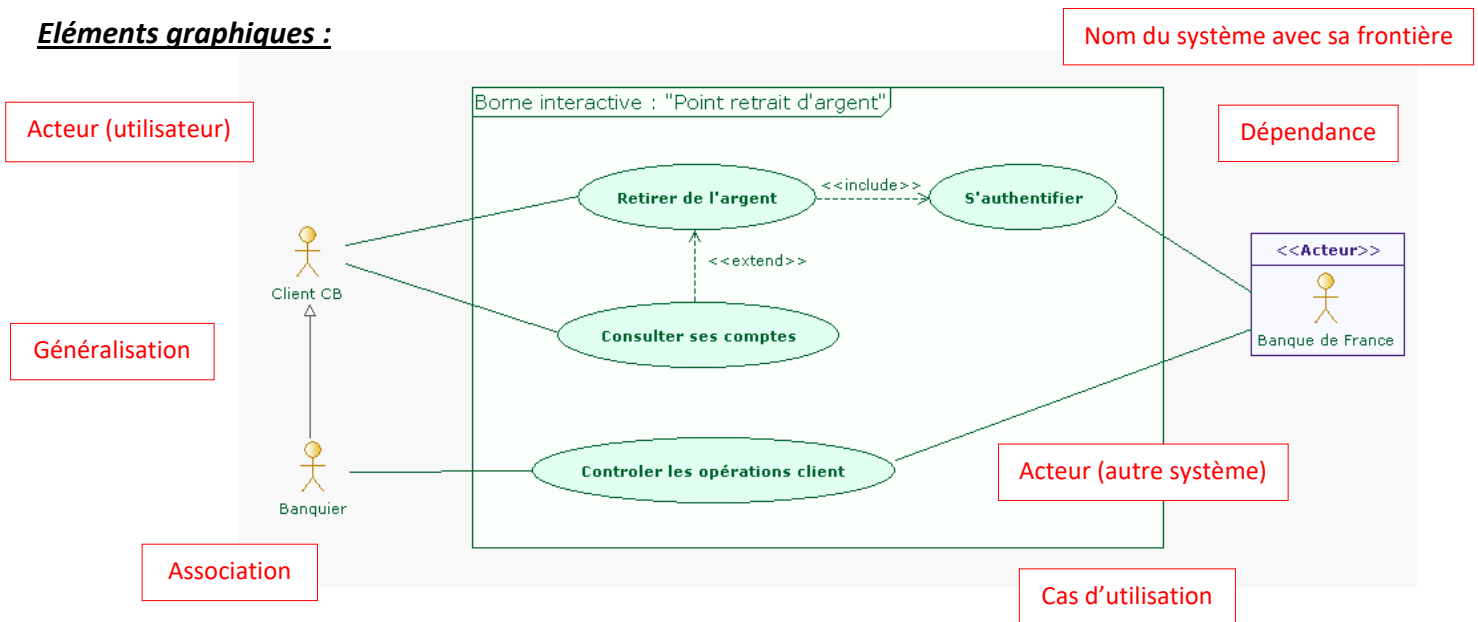 Eléments graphiques :
Nom du système avec sa frontière
Acteur (utilisateur)
Borne interactive : "Point retrait d'argent"
Dépendance
Retirer de l'argent
<<include>>
S'authentifier
<<Acteur>>
<<extend>>
Client CB
Généralisation
Consulter ses comptes
Banque de France
Controler les opérations client
Acteur (autre système)
Banquier
Association
Cas d’utilisation